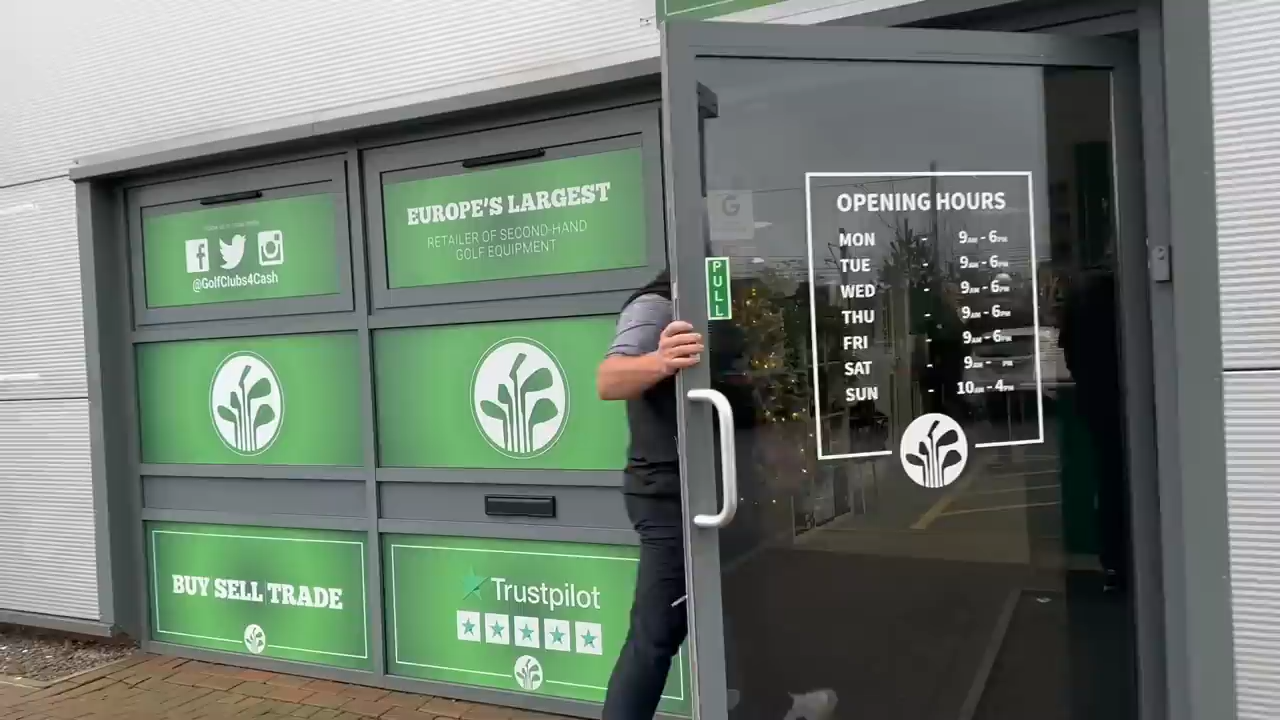 @GolfClubs4Cash
EUROPE'S LARGEST
RETAILER OF SECOND-HAND
GOLF EQUIPMENT
BUY SELL TRADE
Trustpilot
PULL
G
OPENING HOURS
MON - 9AM - 6PM
TUE - 9AM - 6PM
WED - 9AM - 6PM
THU - 9AM - 6PM
FRI - 9AM - 6PM
SAT - 9AM - PM
SUN - 10AM - 4PM